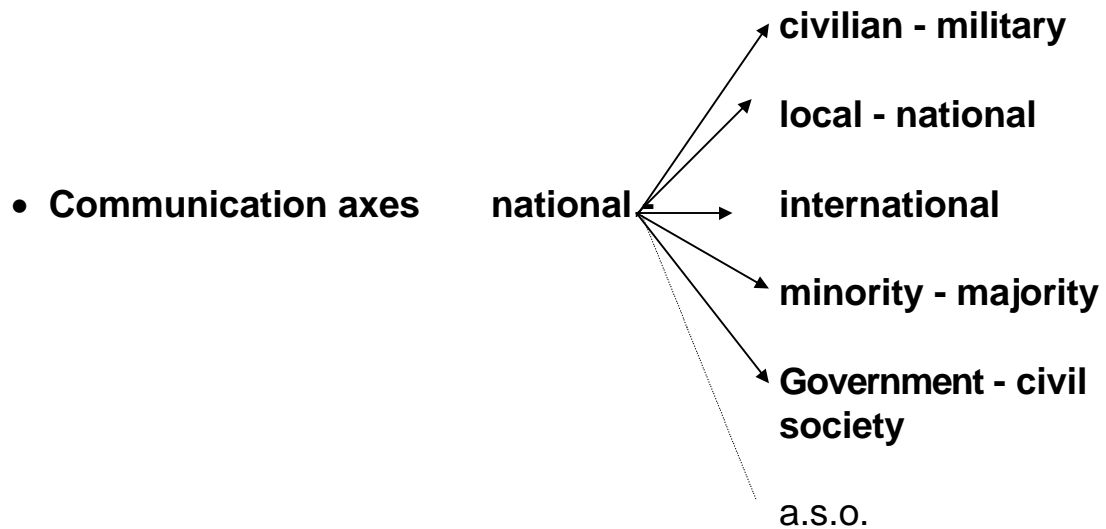 civilian - military
local - national
• Communication axes national - international
minority - majority
Government - civil
society
a.s.o.